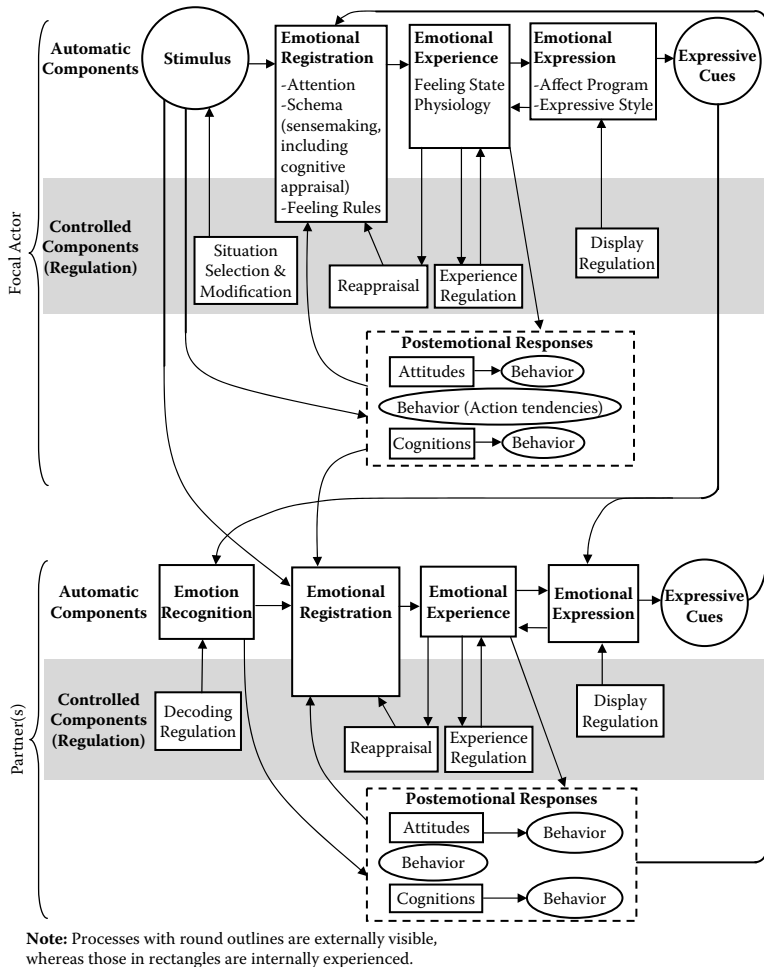 Focal Actor
Automatic
Components
Stimulus
Emotional
Registration
-Attention
-Schema
(sensemaking,
including
cognitive
appraisal)
-Feeling Rules
Emotional
Experience
Feeling State
Physiology
Emotional
Expression
-Affect Program
-Expressive Style
Expressive
Cues
Controlled
Components
(Regulation)
Situation
Selection &
Modification
Reappraisal
Experience
Regulation
Display
Regulation
Postemotional Responses
Attitudes
Behavior
Behavior (Action tendencies)
Cognitions
Behavior
Partner(s)
Automatic
Components
Emotion
Recognition
Emotional
Registration
Emotional
Experience
Emotional
Expression
Expressive
Cues
Controlled
Components
(Regulation)
Decoding
Regulation
Reappraisal
Experience
Regulation
Display
Regulation
Postemotional Responses
Attitudes
Behavior
Behavior
Cognitions
Behavior
Note: Processes with round outlines are externally visible,
whereas those in rectangles are internally experienced.